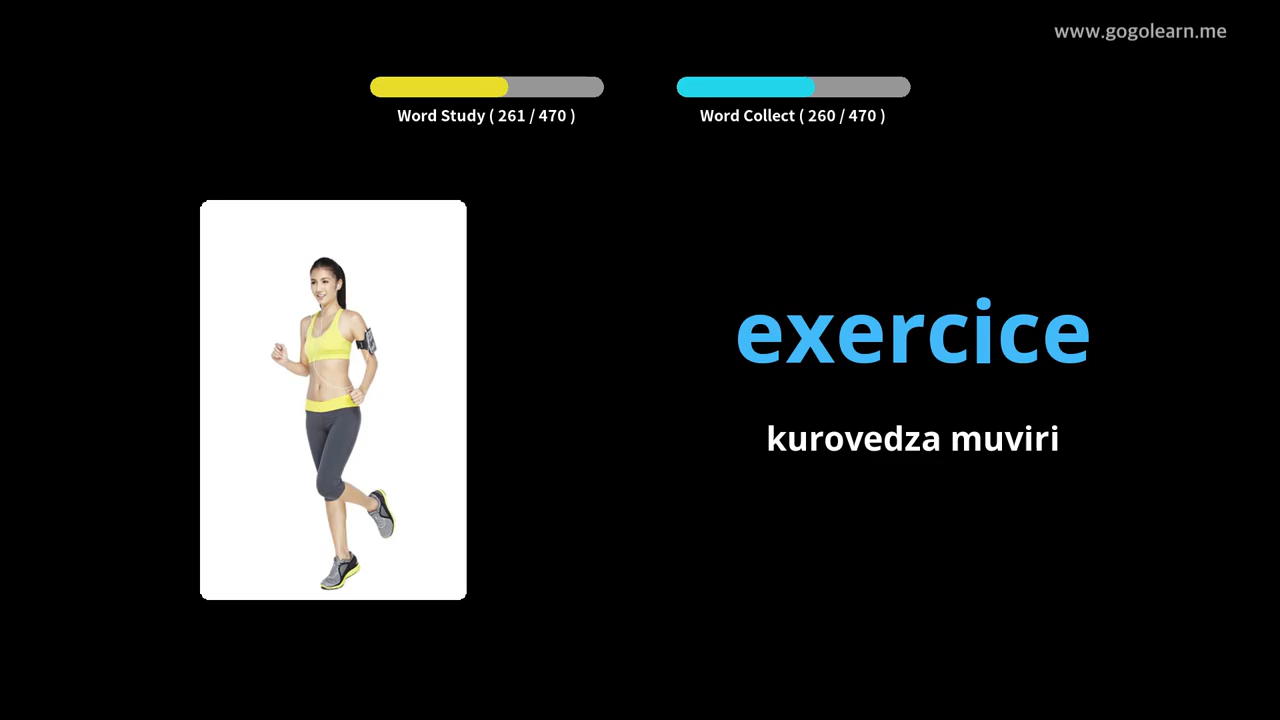 www.gogolearn.me
Word Study ( 261 / 470 )
Word Collect ( 260 / 470 )
exercice
kurovedza muviri